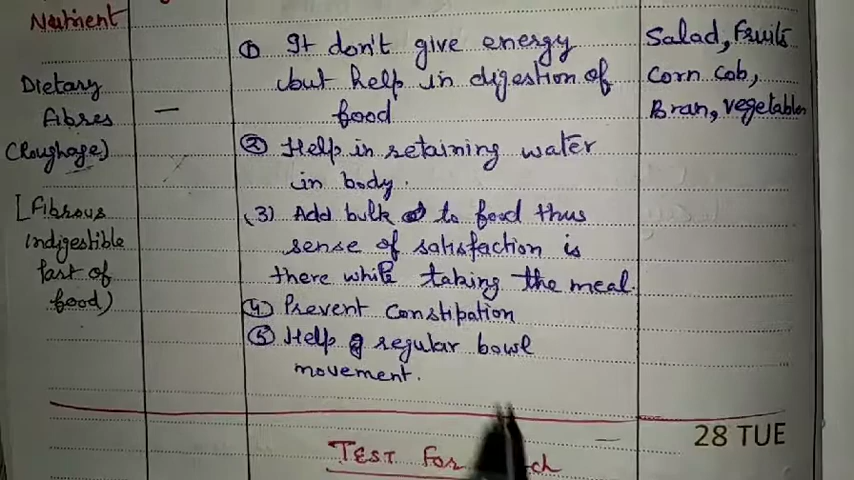 Nutrient
Dietary
fibres
(Roughage)
[Fibrous
indigestible
part of
food)
—
① It don't give energy
but help in digestion of
food
② Help in retaining water
in body.
(3) Add bulk to food thus
sense of satisfaction is
there while taking the meal.
④ Prevent constipation
⑤ Help regular bowl
movement.
Salad, fruits
Corn cob,
Bran, vegetables
28 TUE
TEST for